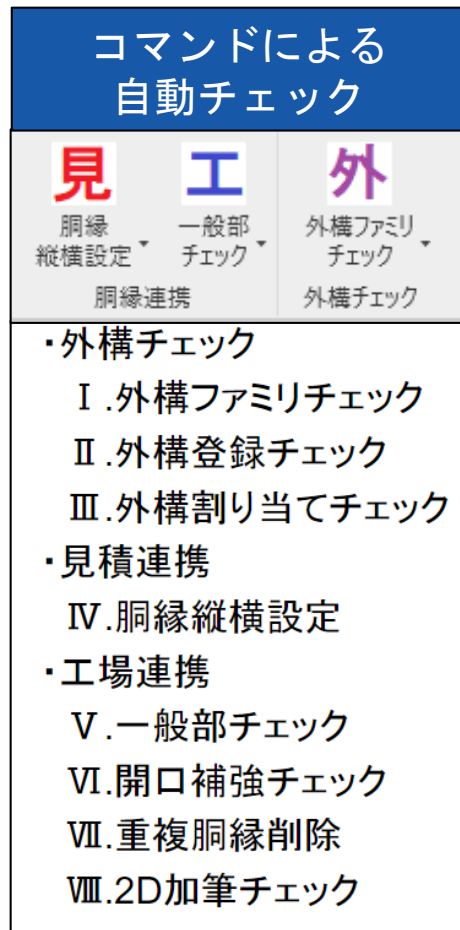 コマンドによる
自動チェック
見 工 外
胴縁 一般部 外構ファミリ
縦横設定 チェック チェック
胴縁連携 外構チェック
・外構チェック
Ⅰ.外構ファミリチェック
Ⅱ.外構登録チェック
Ⅲ.外構割り当てチェック
・見積連携
Ⅳ.胴縁縦横設定
・工場連携
Ⅴ.一般部チェック
Ⅵ.開口補強チェック
Ⅶ.重複胴縁削除
Ⅷ.2D加筆チェック